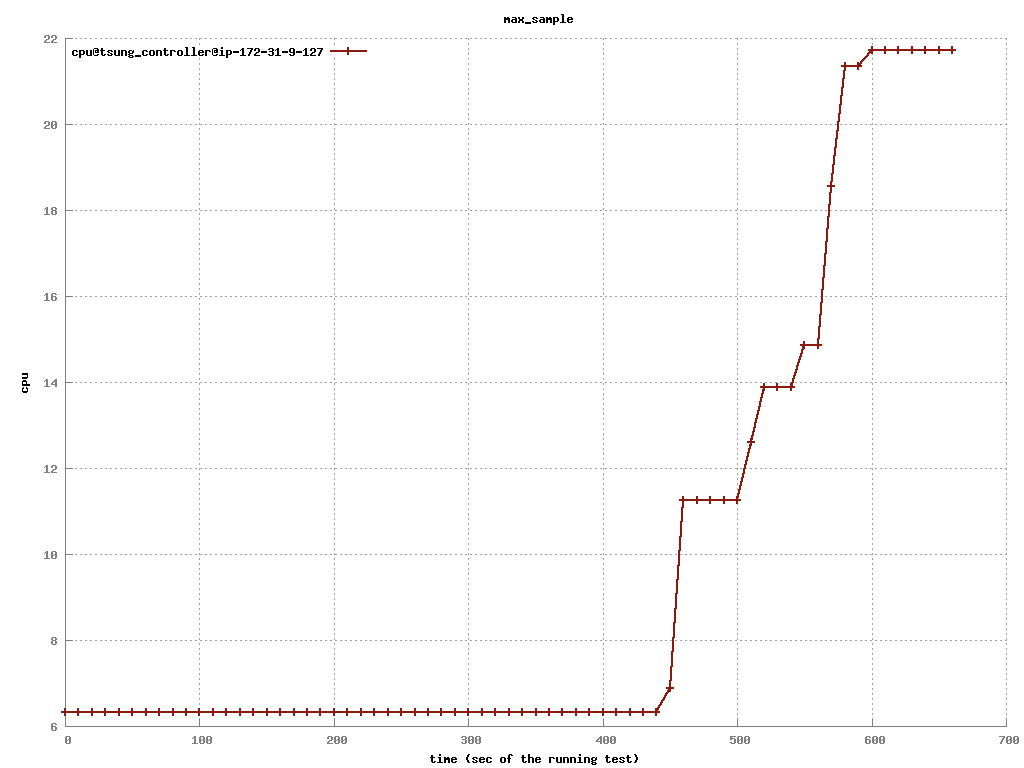 max_sample
cpu@tsung_controller@ip-172-31-9-127
22
20
18
16
14
12
10
8
6
cpu
0 100 200 300 400 500 600 700
time (sec of the running test)